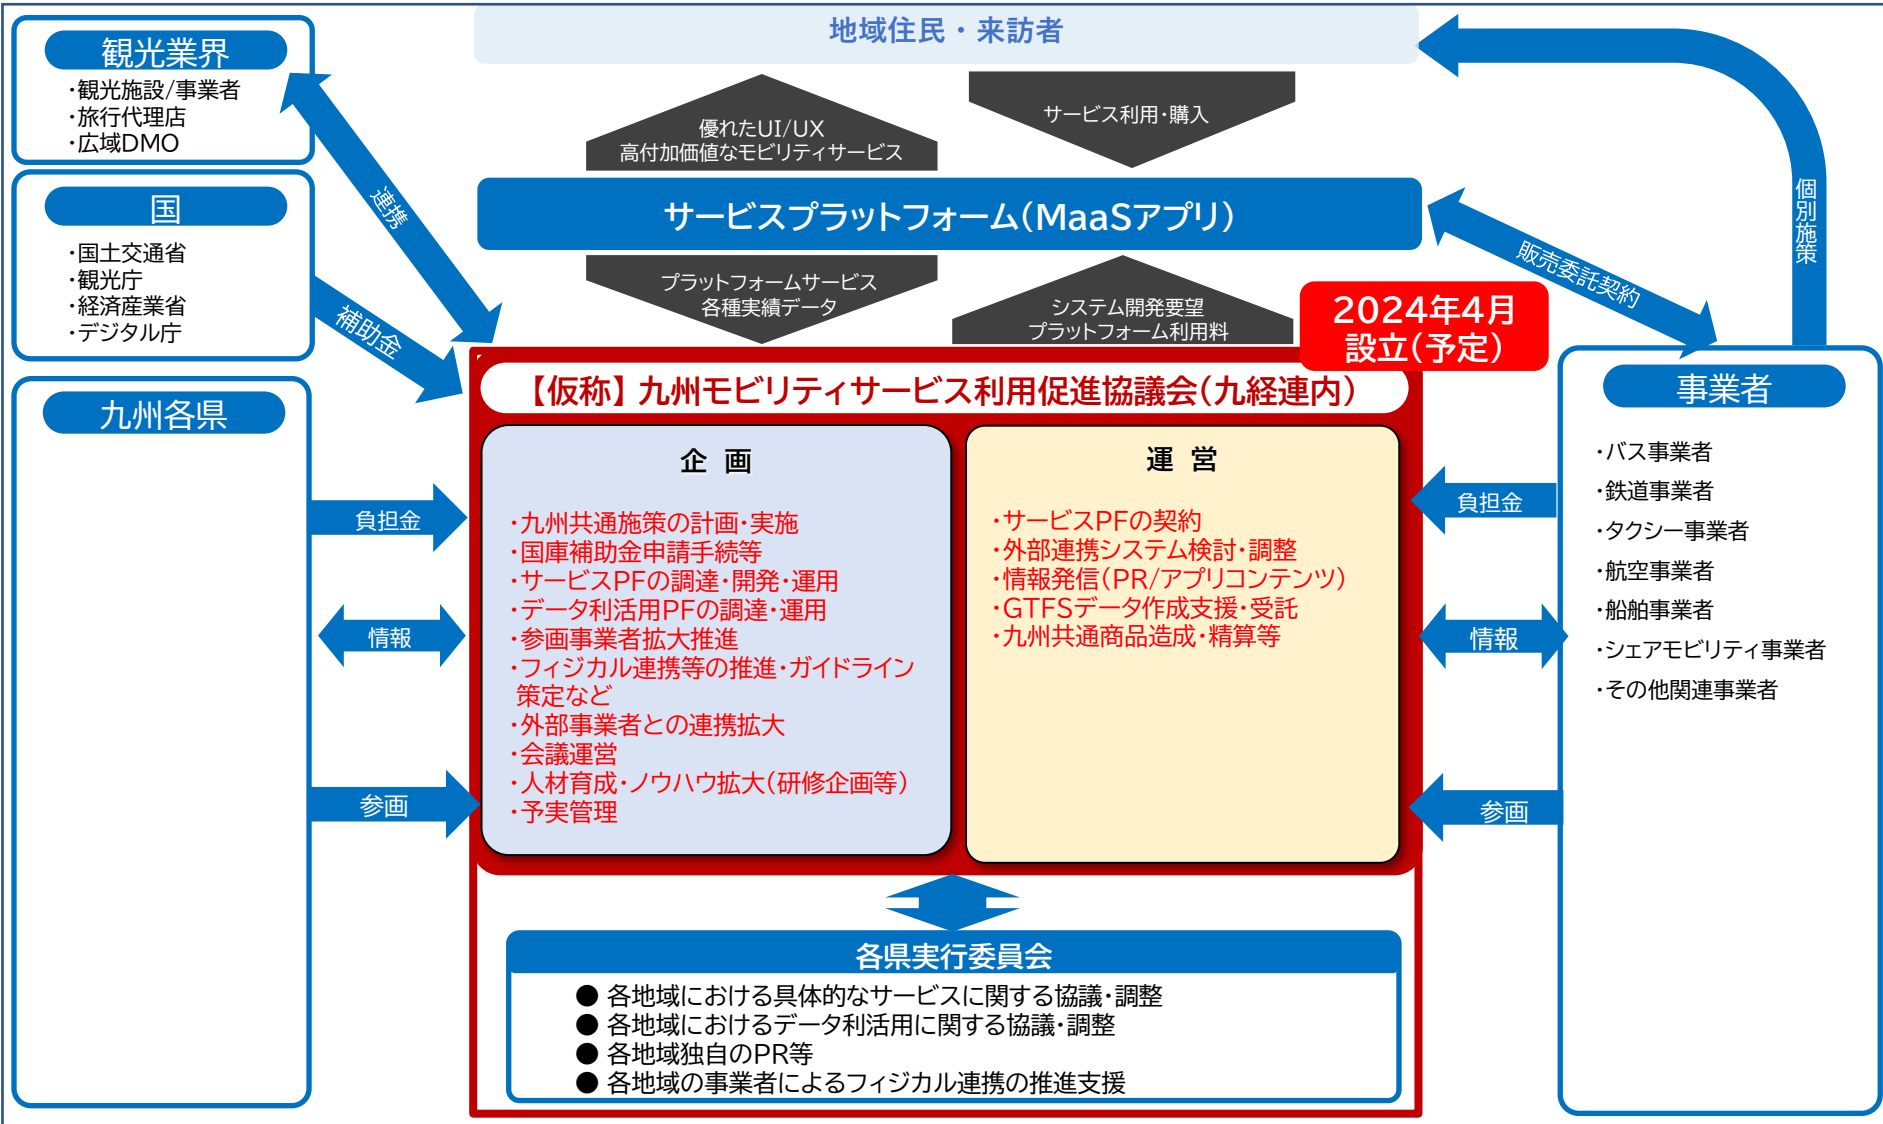 地域住民・来訪者
観光業界
・観光施設/事業者
・旅行代理店
・広域DMO
国
・国土交通省
・観光庁
・経済産業省
・デジタル庁
九州各県
連携
補助金
負担金
情報
参画
優れたUI/UX
高付加価値なモビリティサービス
サービス利用・購入
サービスプラットフォーム(MaaSアプリ)
プラットフォームサービス
各種実績データ
システム開発要望
プラットフォーム利用料
2024年4月
設立(予定)
【仮称】九州モビリティサービス利用促進協議会(九経連内)
企 画
・九州共通施策の計画・実施
・国庫補助金申請手続等
・サービスPFの調達・開発・運用
・データ利活用PFの調達・運用
・参画事業者拡大推進
・フィジカル連携等の推進・ガイドライン
策定など
・外部事業者との連携拡大
・会議運営
・人材育成・ノウハウ拡大(研修企画等)
・予実管理
運 営
・サービスPFの契約
・外部連携システム検討・調整
・情報発信(PR/アプリコンテンツ)
・GTFSデータ作成支援・受託
・九州共通商品造成・精算等
各県実行委員会
● 各地域における具体的なサービスに関する協議・調整
● 各地域におけるデータ利活用に関する協議・調整
● 各地域独自のPR等
● 各地域の事業者によるフィジカル連携の推進支援
個別施策
販売委託契約
負担金
情報
参画
事業者
・バス事業者
・鉄道事業者
・タクシー事業者
・航空事業者
・船舶事業者
・シェアモビリティ事業者
・その他関連事業者